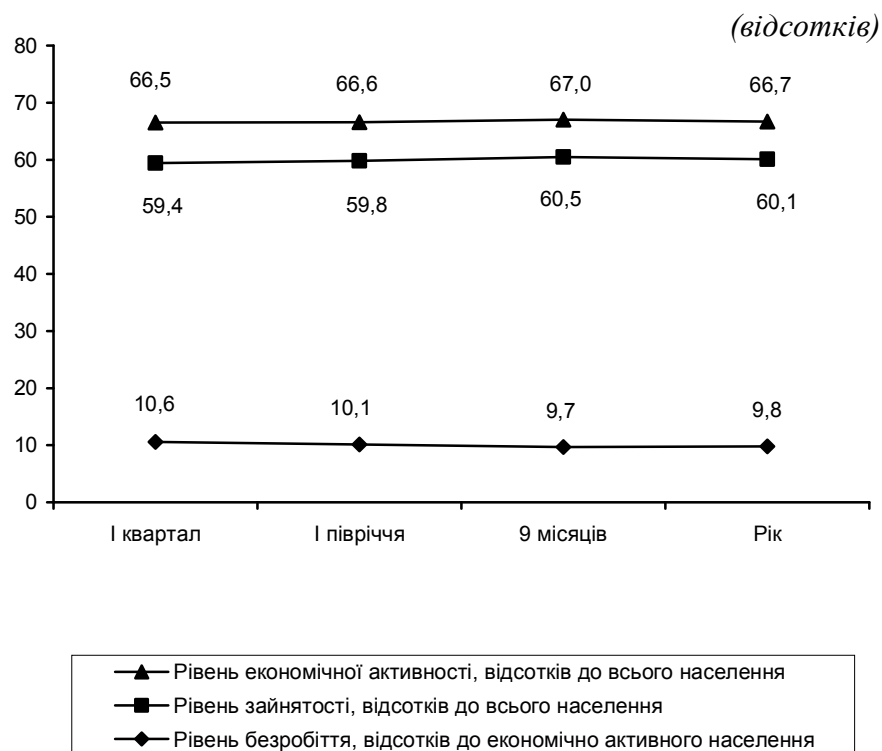 (відсотків)
80
70
60
50
40
30
20
10
0
66,5
66,6
67,0
66,7
59,4
59,8
60,5
60,1
10,6
10,1
9,7
9,8
І квартал
І півріччя
9 місяців
Рік
Рівень економічної активності, відсотків до всього населення
Рівень зайнятості, відсотків до всього населення
Рівень безробіття, відсотків до економічно активного населення